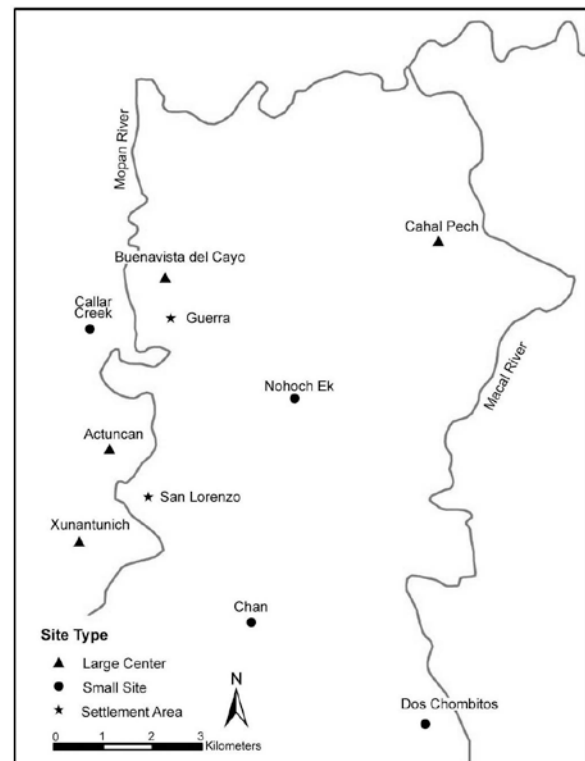 Mopan River
Cahal Pech
Buenavista del Cayo
Callar
Creek
Guerra
Macal River
Nohoch Ek
Actuncan
San Lorenzo
Xunantunich
Chan
Site Type
Large Center
Small Site
Settlement Area
N
Dos Chombitos
0 1 2 3
Kilometers